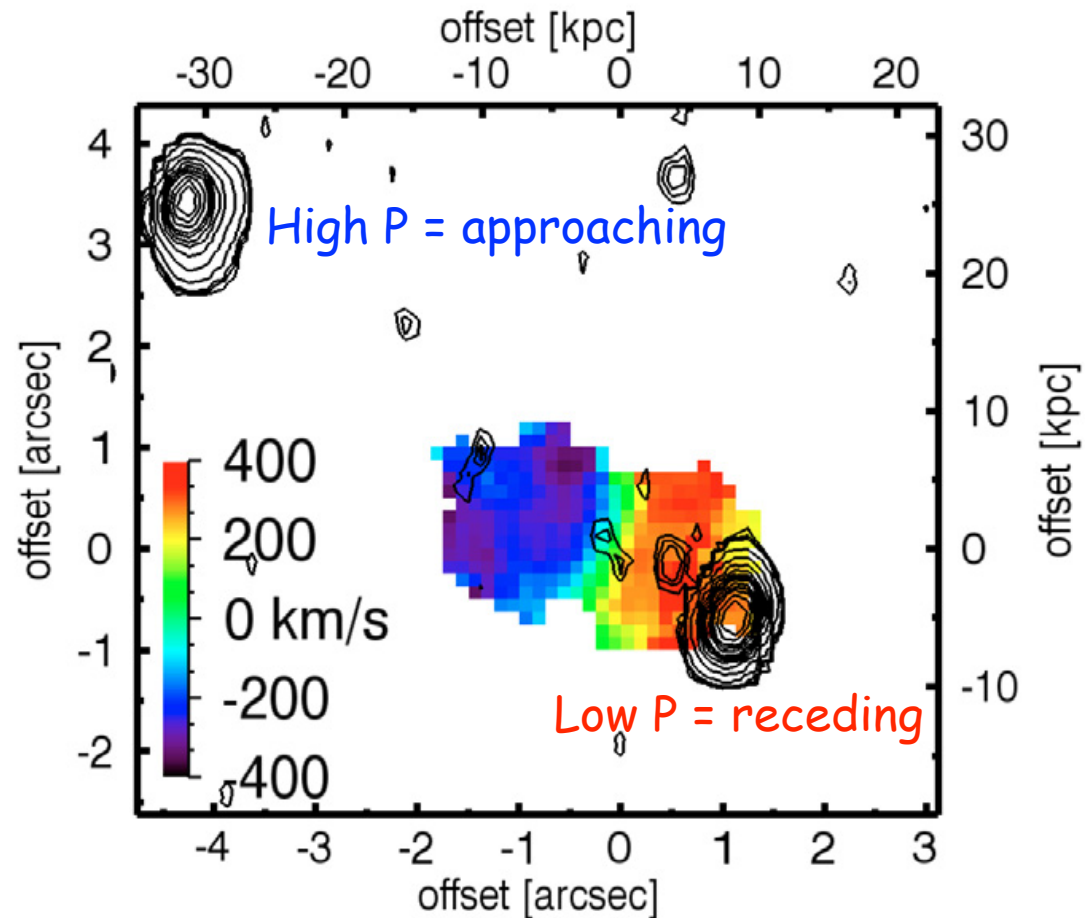 offset [kpc]
-30 -20 -10 0 10 20
4
3
2
1
0
-1
-2
offset [arcsec]
High P = approaching
30
20
10
0
-10
offset [kpc]
400
200
0 km/s
-200
-400
Low P = receding
-4 -3 -2 -1 0 1 2 3
offset [arcsec]